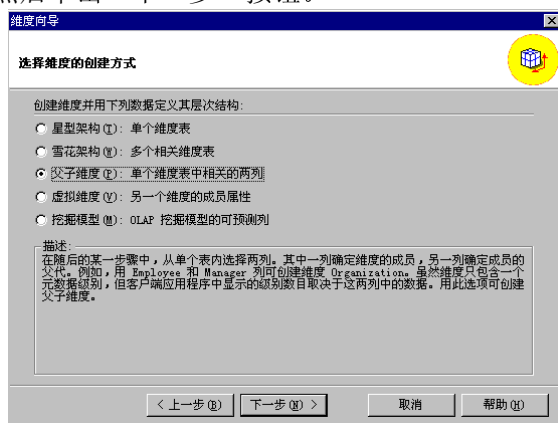 然后单击“下一步”按钮。
维度向导
选择维度的创建方式
创建维度并用下列数据定义其层次结构:
星型架构(T): 单个维度表
雪花架构(W): 多个相关维度表
父子维度(P): 单个维度表中相关的两列
虚拟维度(V): 另一个维度的成员属性
挖掘模型(M): OLAP 挖掘模型的可预测列
描述:
在随后的某一步骤中，从单个表内选择两列。其中一列确定维度的成员，另一列确定成员的
父代。例如，用 Employee 和 Manager 列可创建维度 Organization。虽然维度只包含一个
元数据级别，但客户端应用程序中显示的级别数目取决于这两列中的数据。用此选项可创建
父子维度。
< 上一步(B) 下一步(N) > 取消 帮助(H)